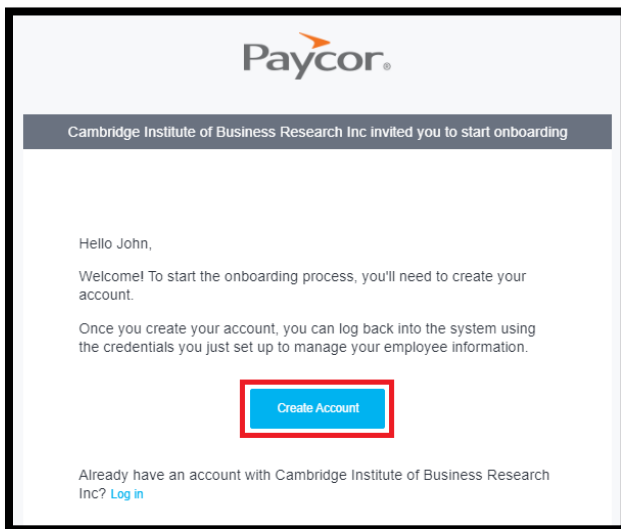 Paycor®
Cambridge Institute of Business Research Inc invited you to start onboarding
Hello John,
Welcome! To start the onboarding process, you'll need to create your
account.
Once you create your account, you can log back into the system using
the credentials you just set up to manage your employee information.
Create Account
Already have an account with Cambridge Institute of Business Research
Inc? Log in